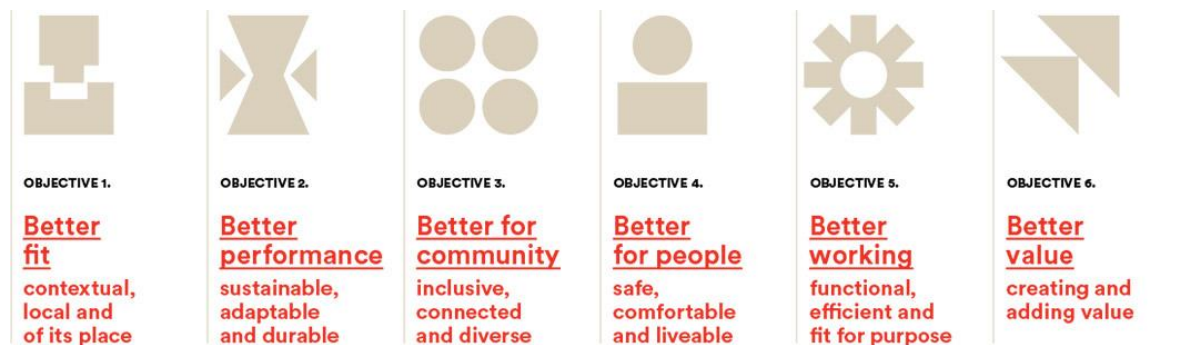 OBJECTIVE 1.
Better
fit
contextual,
local and
of its place
OBJECTIVE 2.
Better
performance
sustainable,
adaptable
and durable
OBJECTIVE 3.
Better for
community
inclusive,
connected
and diverse
OBJECTIVE 4.
Better
for people
safe,
comfortable
and liveable
OBJECTIVE 5.
Better
working
functional,
efficient and
fit for purpose
OBJECTIVE 6.
Better
value
creating and
adding value